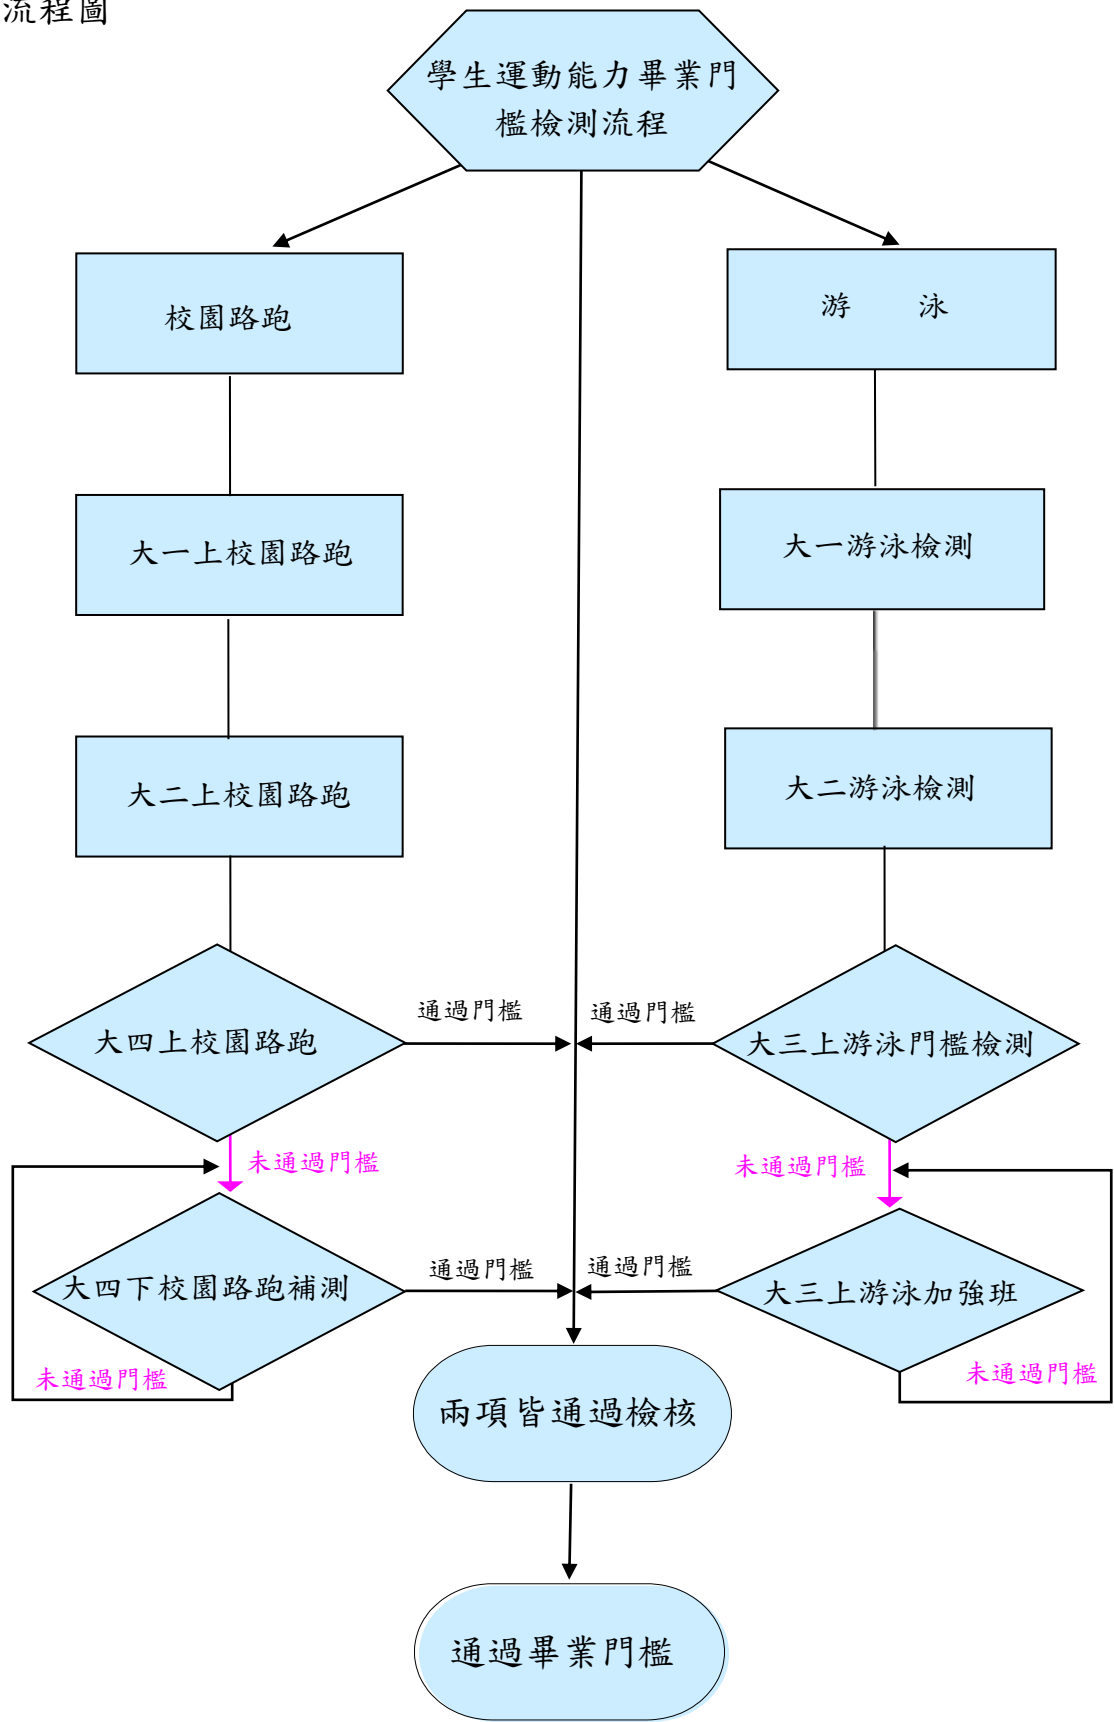 流程圖
學生運動能力畢業門
檻檢測流程
校園路跑
游 泳
大一上校園路跑
大一游泳檢測
大二上校園路跑
大二游泳檢測
通過門檻
通過門檻
大四上校園路跑
大三上游泳門檻檢測
未通過門檻
未通過門檻
通過門檻
通過門檻
大四下校園路跑補測
大三上游泳加強班
未通過門檻
未通過門檻
兩項皆通過檢核
通過畢業門檻